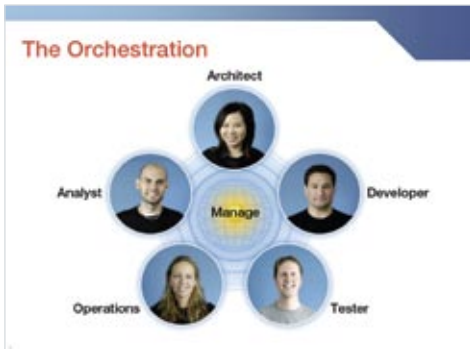 The Orchestration
Architect
Analyst
Developer
Manage
Operations
Tester